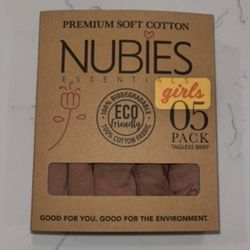 PREMIUM SOFT COTTON
NUBIES
ESSENTIALS
girls
100% BIODEGRADABLE
ECO
friendly
100% COTTON FABRIC
05
PACK
TAGLESS BRIEF
GOOD FOR YOU. GOOD FOR THE ENVIRONMENT.